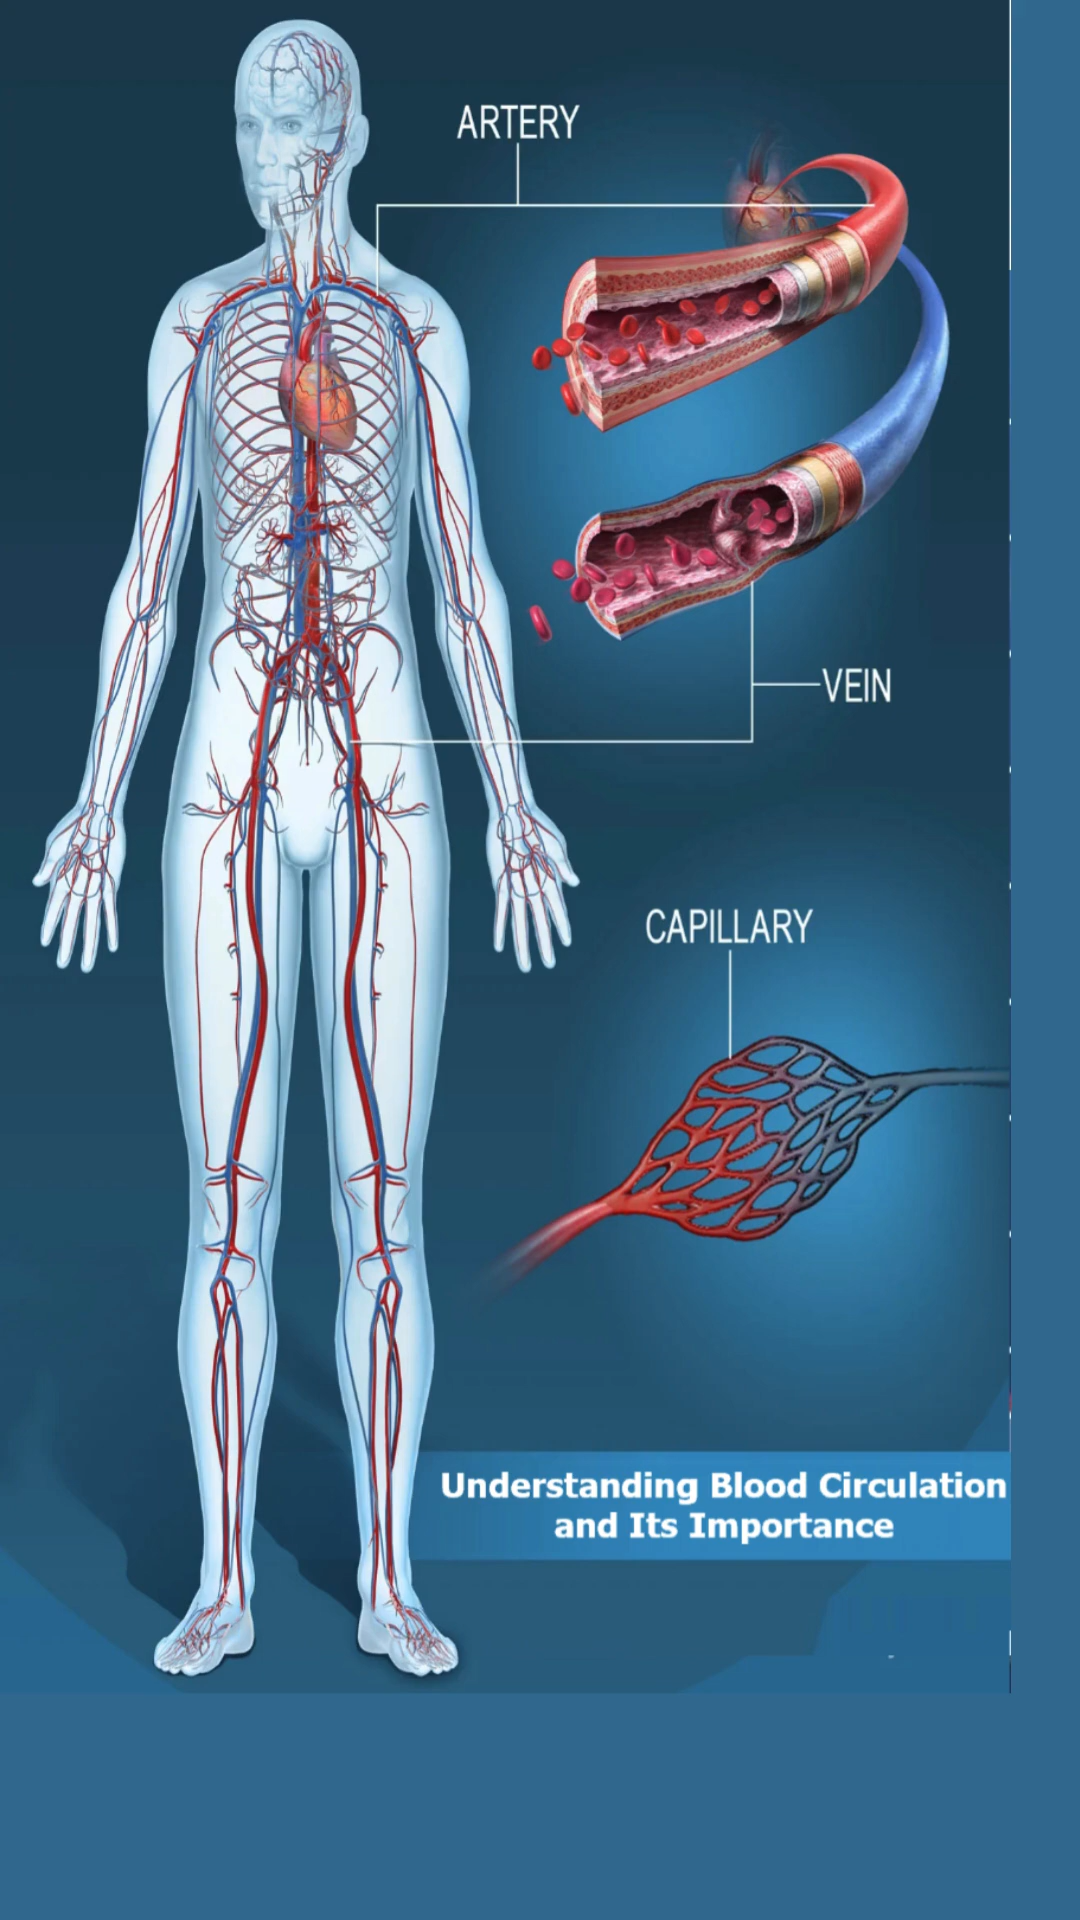 ARTERY
VEIN
CAPILLARY
Understanding Blood Circulation
and Its Importance